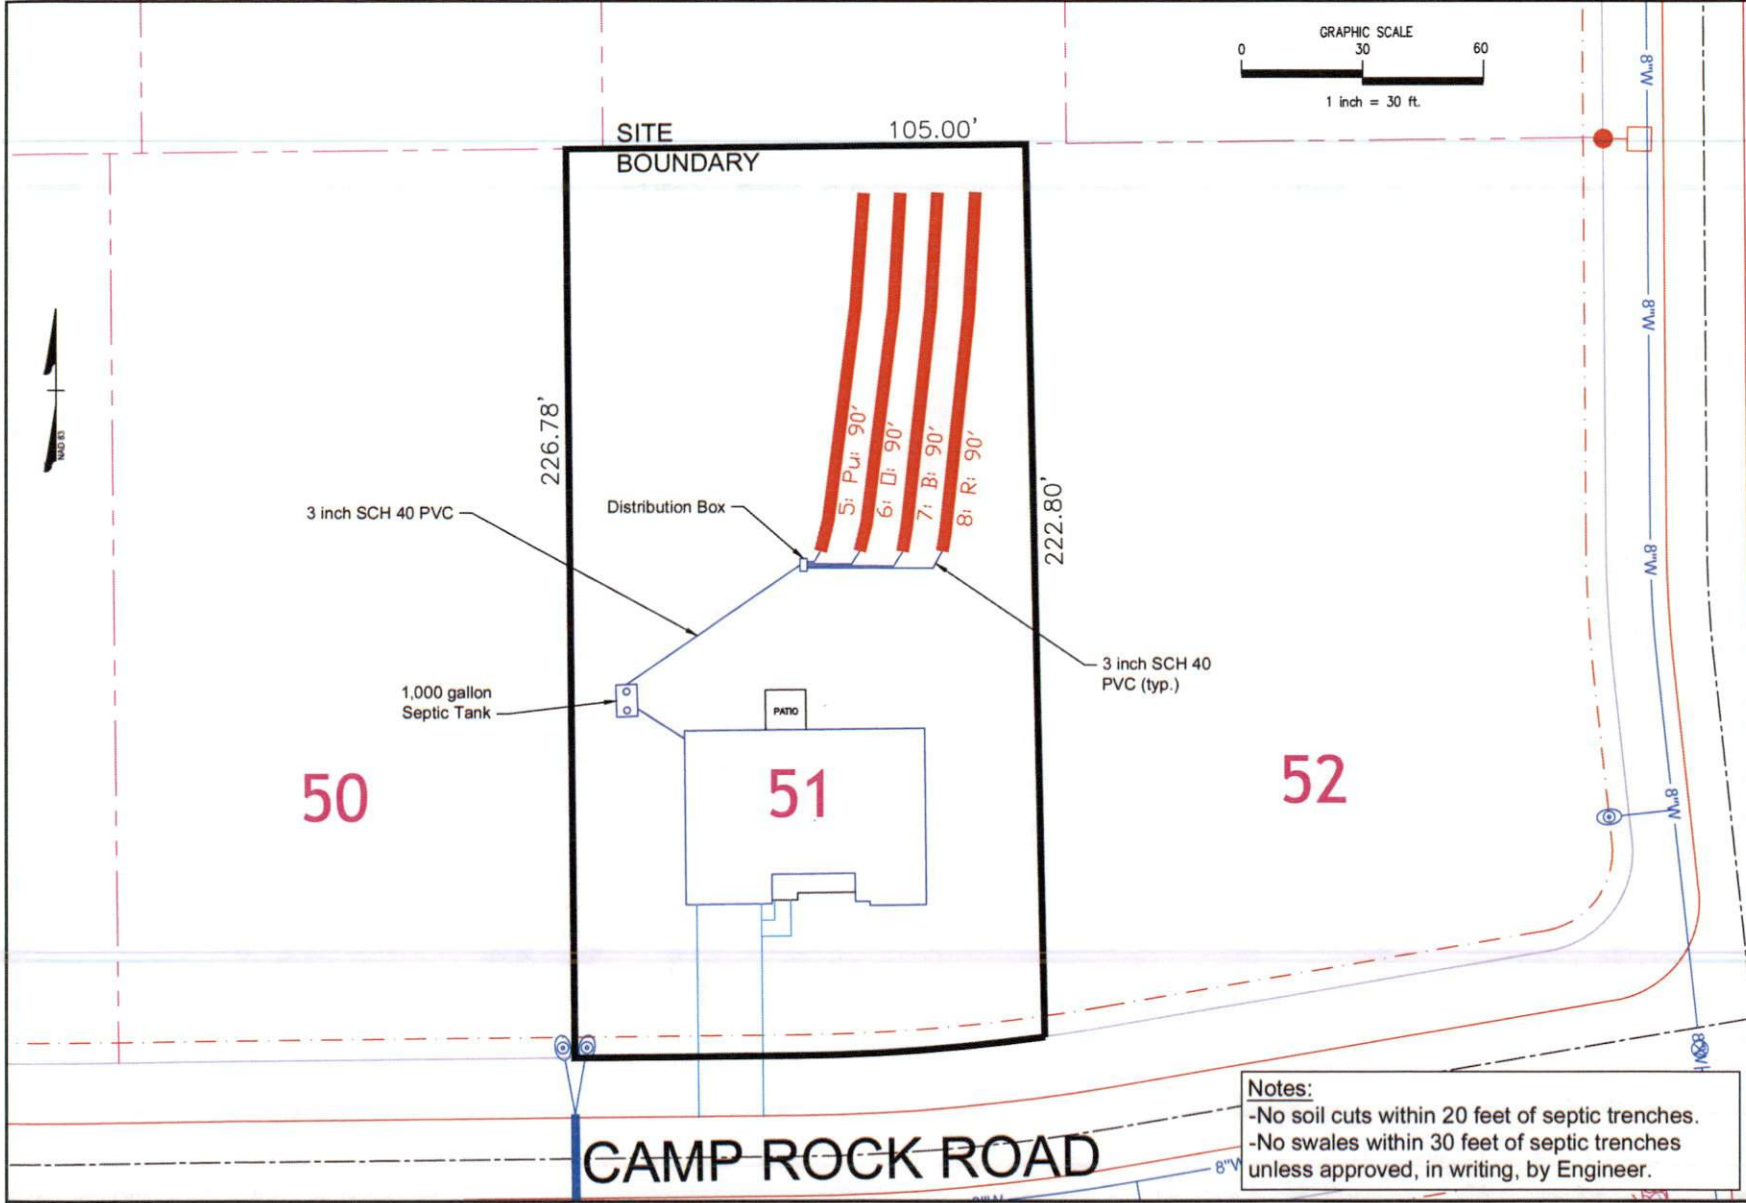 GRAPHIC SCALE
0 30 60
1 inch = 30 ft.
SITE
BOUNDARY
105.00'
226.78'
222.80'
NAD 83
5: Pu: 90'
6: O: 90'
7: B: 90'
8: R: 90'
3 inch SCH 40 PVC
Distribution Box
1,000 gallon
Septic Tank
3 inch SCH 40
PVC (typ.)
PATIO
50
51
52
8"W
8"W
8"W
8"W
8"W
CAMP ROCK ROAD
Notes:
-No soil cuts within 20 feet of septic trenches.
-No swales within 30 feet of septic trenches
unless approved, in writing, by Engineer.